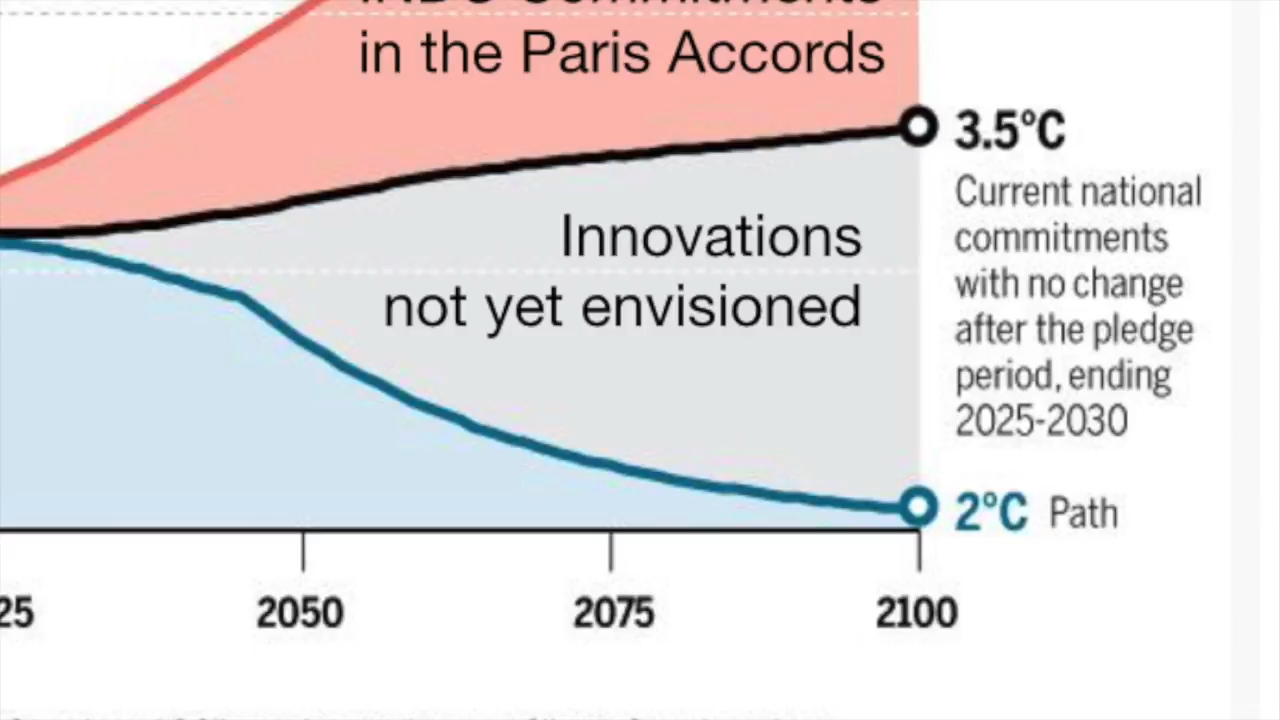 in the Paris Accords
3.5°C
Current national
commitments
with no change
after the pledge
period, ending
2025-2030
Innovations
not yet envisioned
2°C Path
25 2050 2075 2100